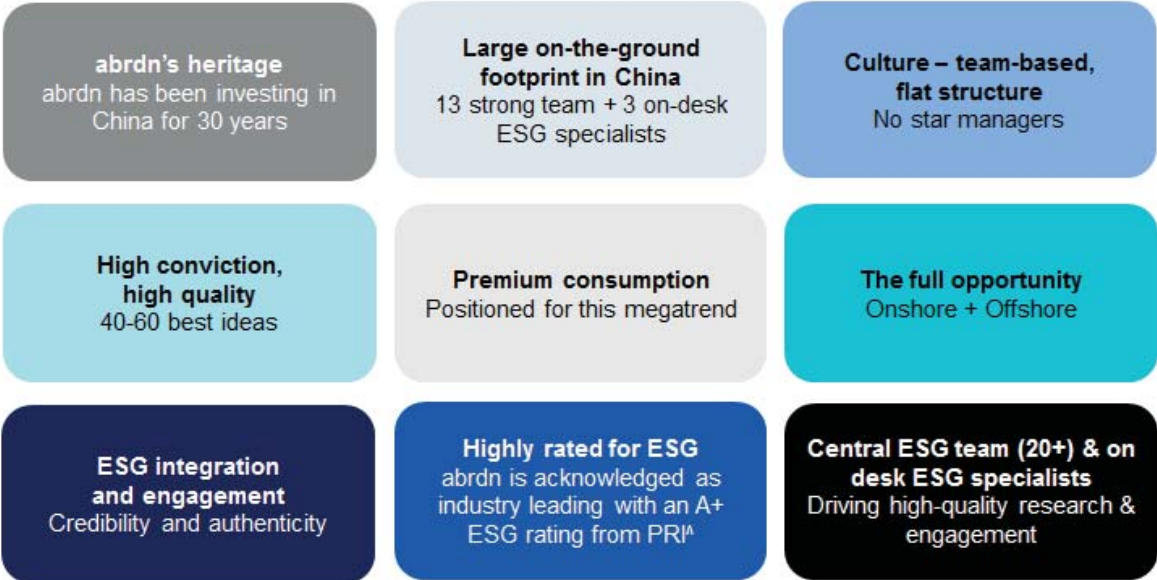 abrdn's heritage
abrdn has been investing in
China for 30 years
Large on-the-ground
footprint in China
13 strong team + 3 on-desk
ESG specialists
Culture – team-based,
flat structure
No star managers
High conviction,
high quality
40-60 best ideas
Premium consumption
Positioned for this megatrend
The full opportunity
Onshore + Offshore
ESG integration
and engagement
Credibility and authenticity
Highly rated for ESG
abrdn is acknowledged as
industry leading with an A+
ESG rating from PRI^
Central ESG team (20+) & on
desk ESG specialists
Driving high-quality research &
engagement